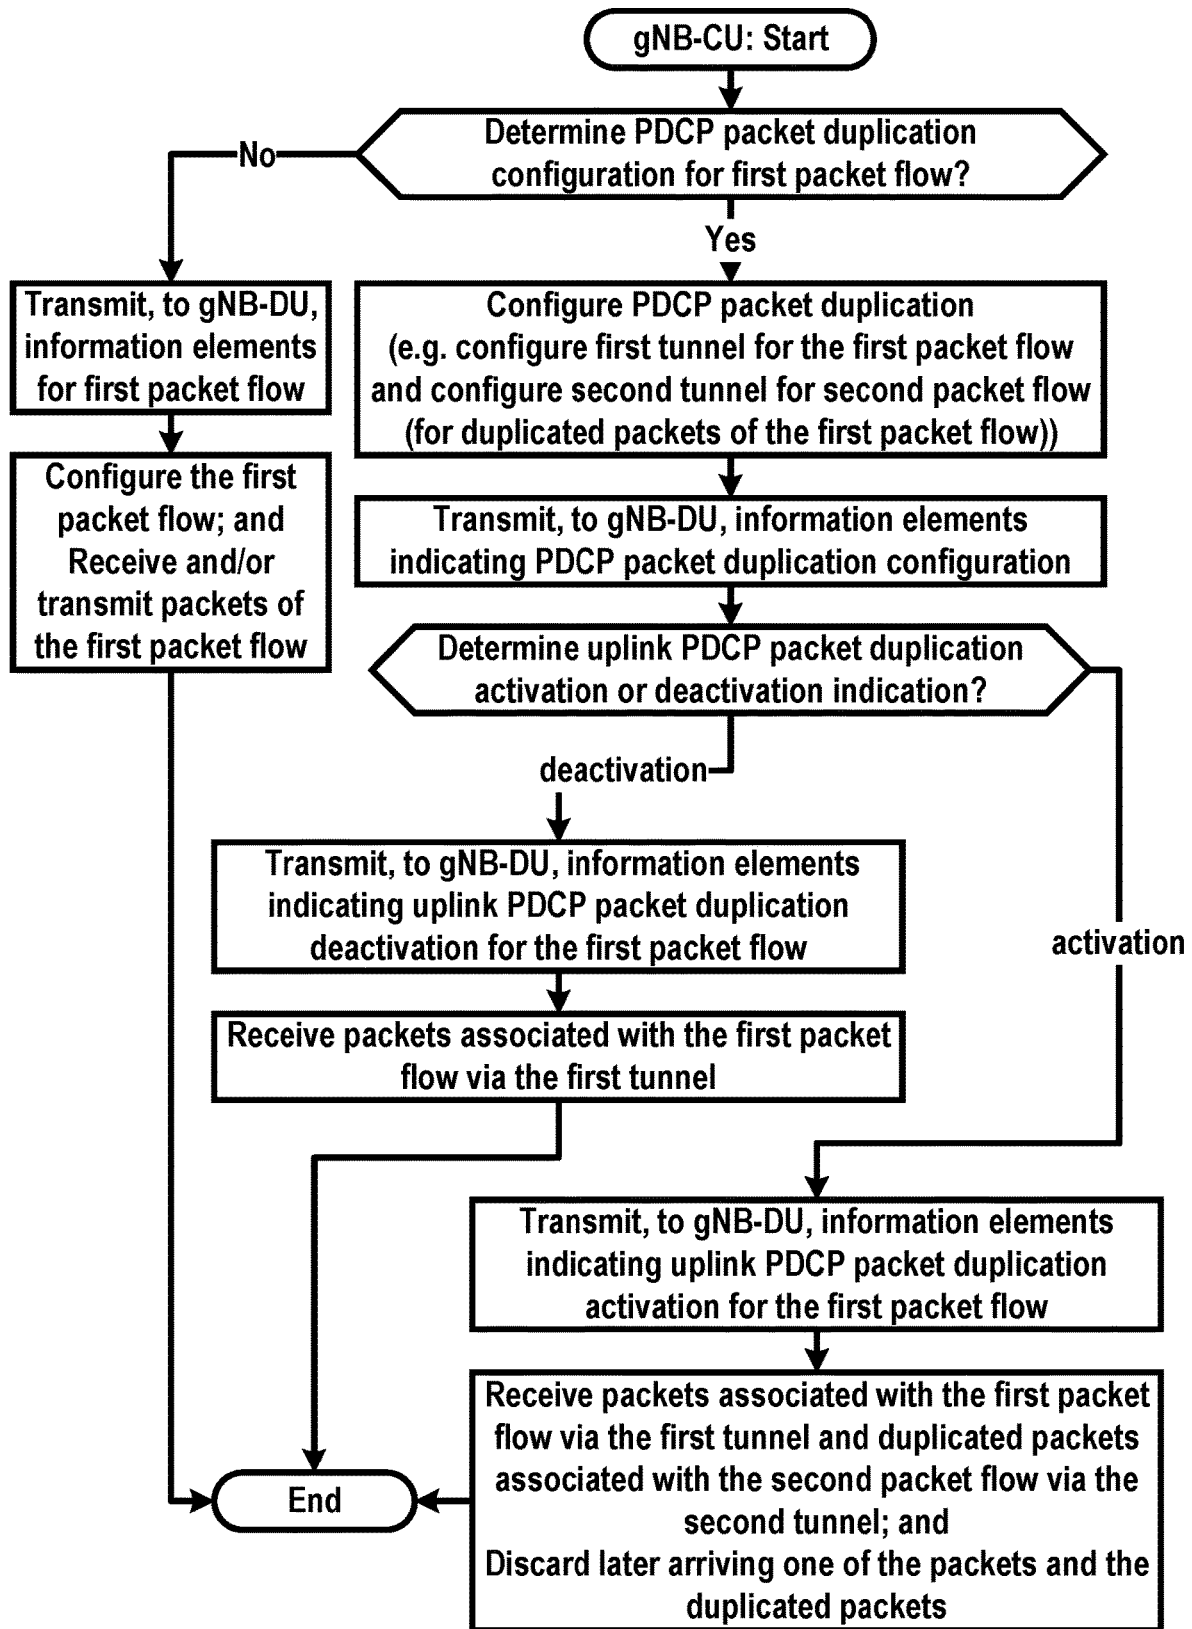 gNB-CU: Start
Determine PDCP packet duplication
configuration for first packet flow?
No
Yes
Transmit, to gNB-DU,
information elements
for first packet flow
Configure PDCP packet duplication
(e.g. configure first tunnel for the first packet flow
and configure second tunnel for second packet flow
(for duplicated packets of the first packet flow))
Configure the first
packet flow; and
Receive and/or
transmit packets of
the first packet flow
Transmit, to gNB-DU, information elements
indicating PDCP packet duplication configuration
Determine uplink PDCP packet duplication
activation or deactivation indication?
deactivation
Transmit, to gNB-DU, information elements
indicating uplink PDCP packet duplication
deactivation for the first packet flow
activation
Receive packets associated with the first packet
flow via the first tunnel
Transmit, to gNB-DU, information elements
indicating uplink PDCP packet duplication
activation for the first packet flow
Receive packets associated with the first packet
flow via the first tunnel and duplicated packets
associated with the second packet flow via the
second tunnel; and
Discard later arriving one of the packets and the
duplicated packets
End